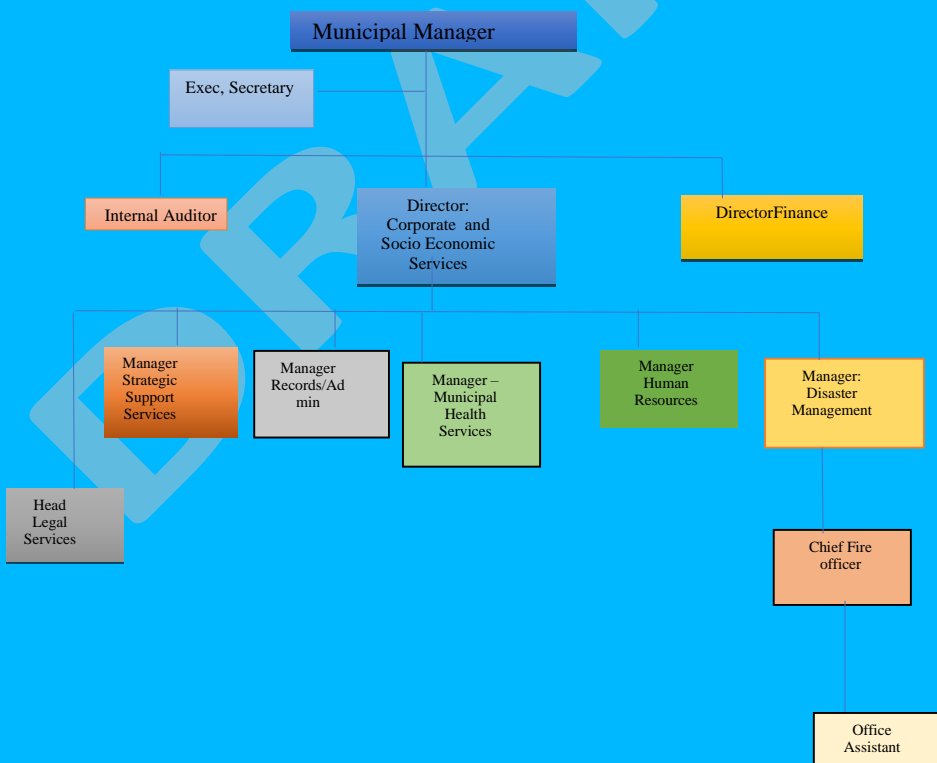 Municipal Manager
Exec, Secretary
Internal Auditor
Director:
Corporate and
Socio Economic
Services
DirectorFinance
Manager
Strategic
Support
Services
Manager
Records/Ad
min
Manager –
Municipal
Health
Services
Manager
Human
Resources
Manager:
Disaster
Management
Head
Legal
Services
Chief Fire
officer
Office
Assistant
DRA